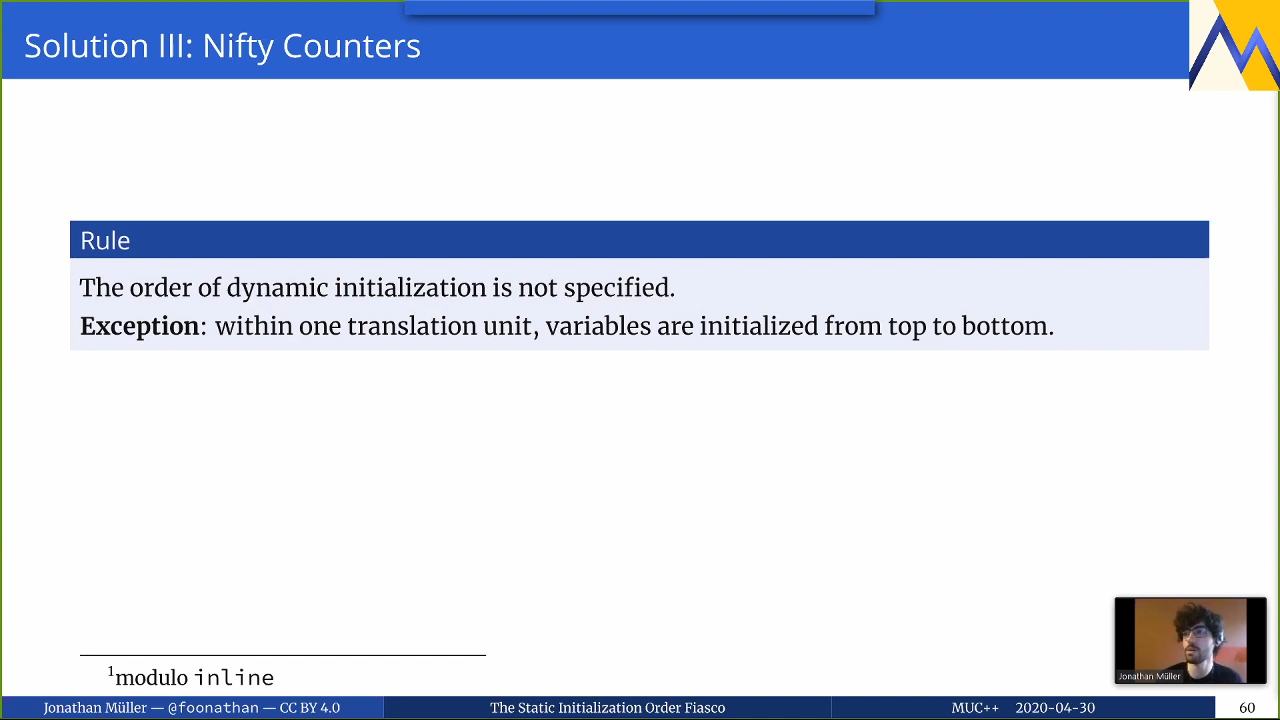 Solution III: Nifty Counters
Rule
The order of dynamic initialization is not specified.
Exception: within one translation unit, variables are initialized from top to bottom.
1modulo inline
Jonathan Müller
Jonathan Müller — @foonathan — CC BY 4.0 The Static Initialization Order Fiasco MUC++ 2020-04-30 60